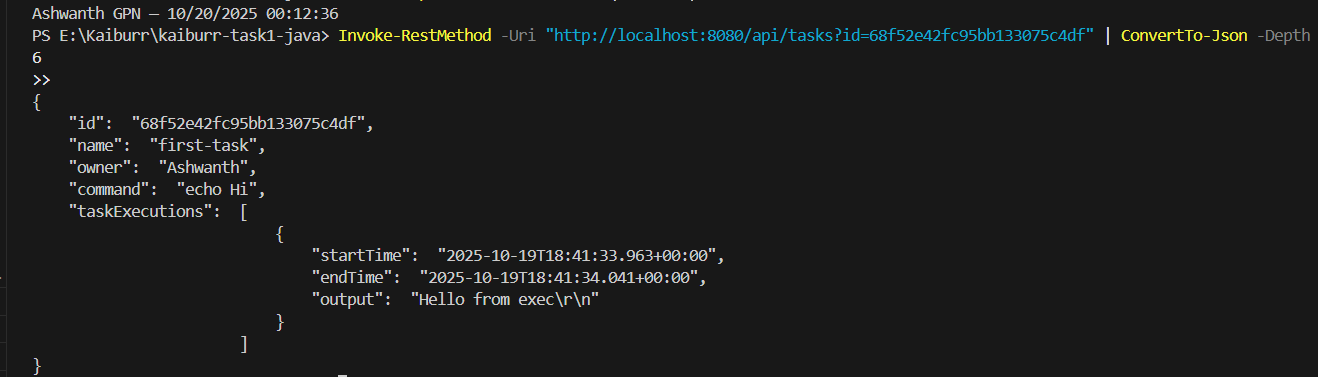 Ashwanth GPN — 10/20/2025 00:12:36
PS E:\Kaiburr\kaiburr-task1-java> Invoke-RestMethod -Uri "http://localhost:8080/api/tasks?id=68f52e42fc95bb133075c4df" | ConvertTo-Json -Depth
6
>>
{
    "id":  "68f52e42fc95bb133075c4df",
    "name":  "first-task",
    "owner":  "Ashwanth",
    "command":  "echo Hi",
    "taskExecutions":  [
                           {
                               "startTime":  "2025-10-19T18:41:33.963+00:00",
                               "endTime":  "2025-10-19T18:41:34.041+00:00",
                               "output":  "Hello from exec\r\n"
                           }
                       ]
}